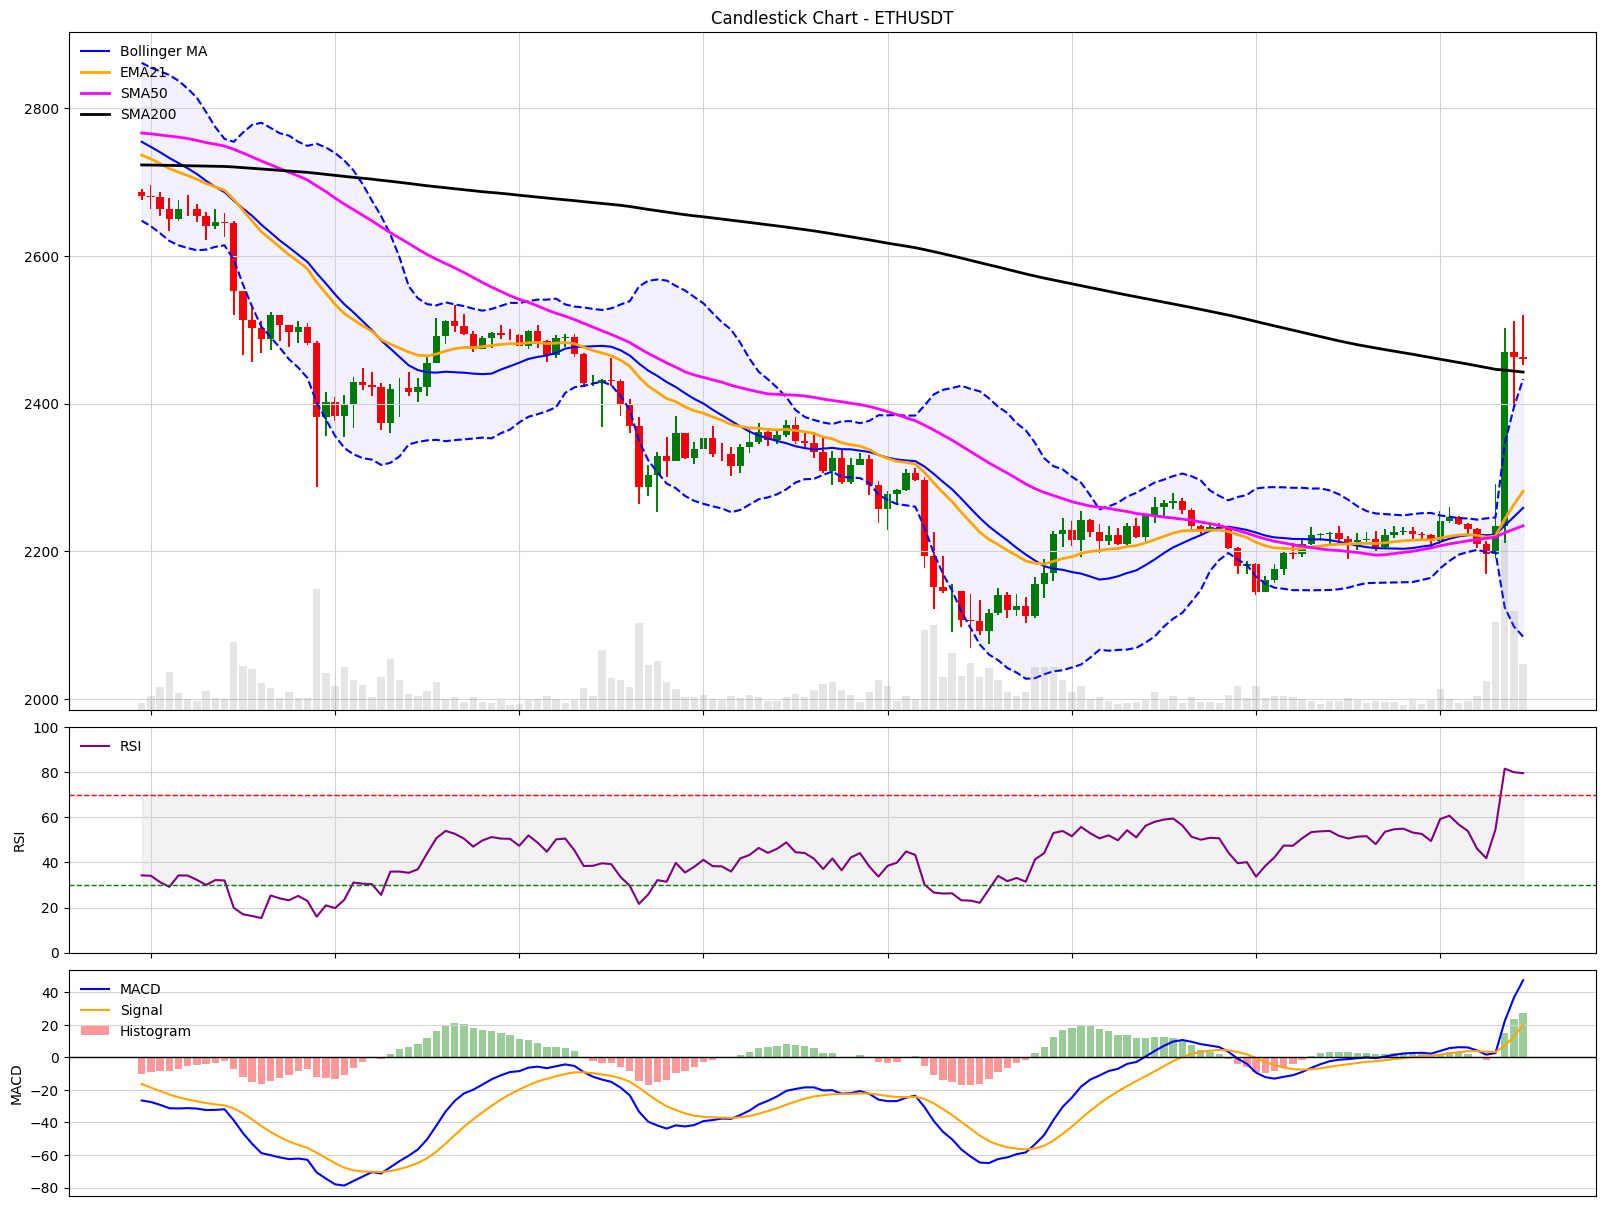 Candlestick Chart - ETHUSDT
Bollinger MA
EMA21
SMA50
SMA200
2800
2600
2400
2200
2000
RSI
100
80
60
40
20
0
RSI
MACD
Signal
Histogram
40
20
0
−20
−40
−60
−80
MACD